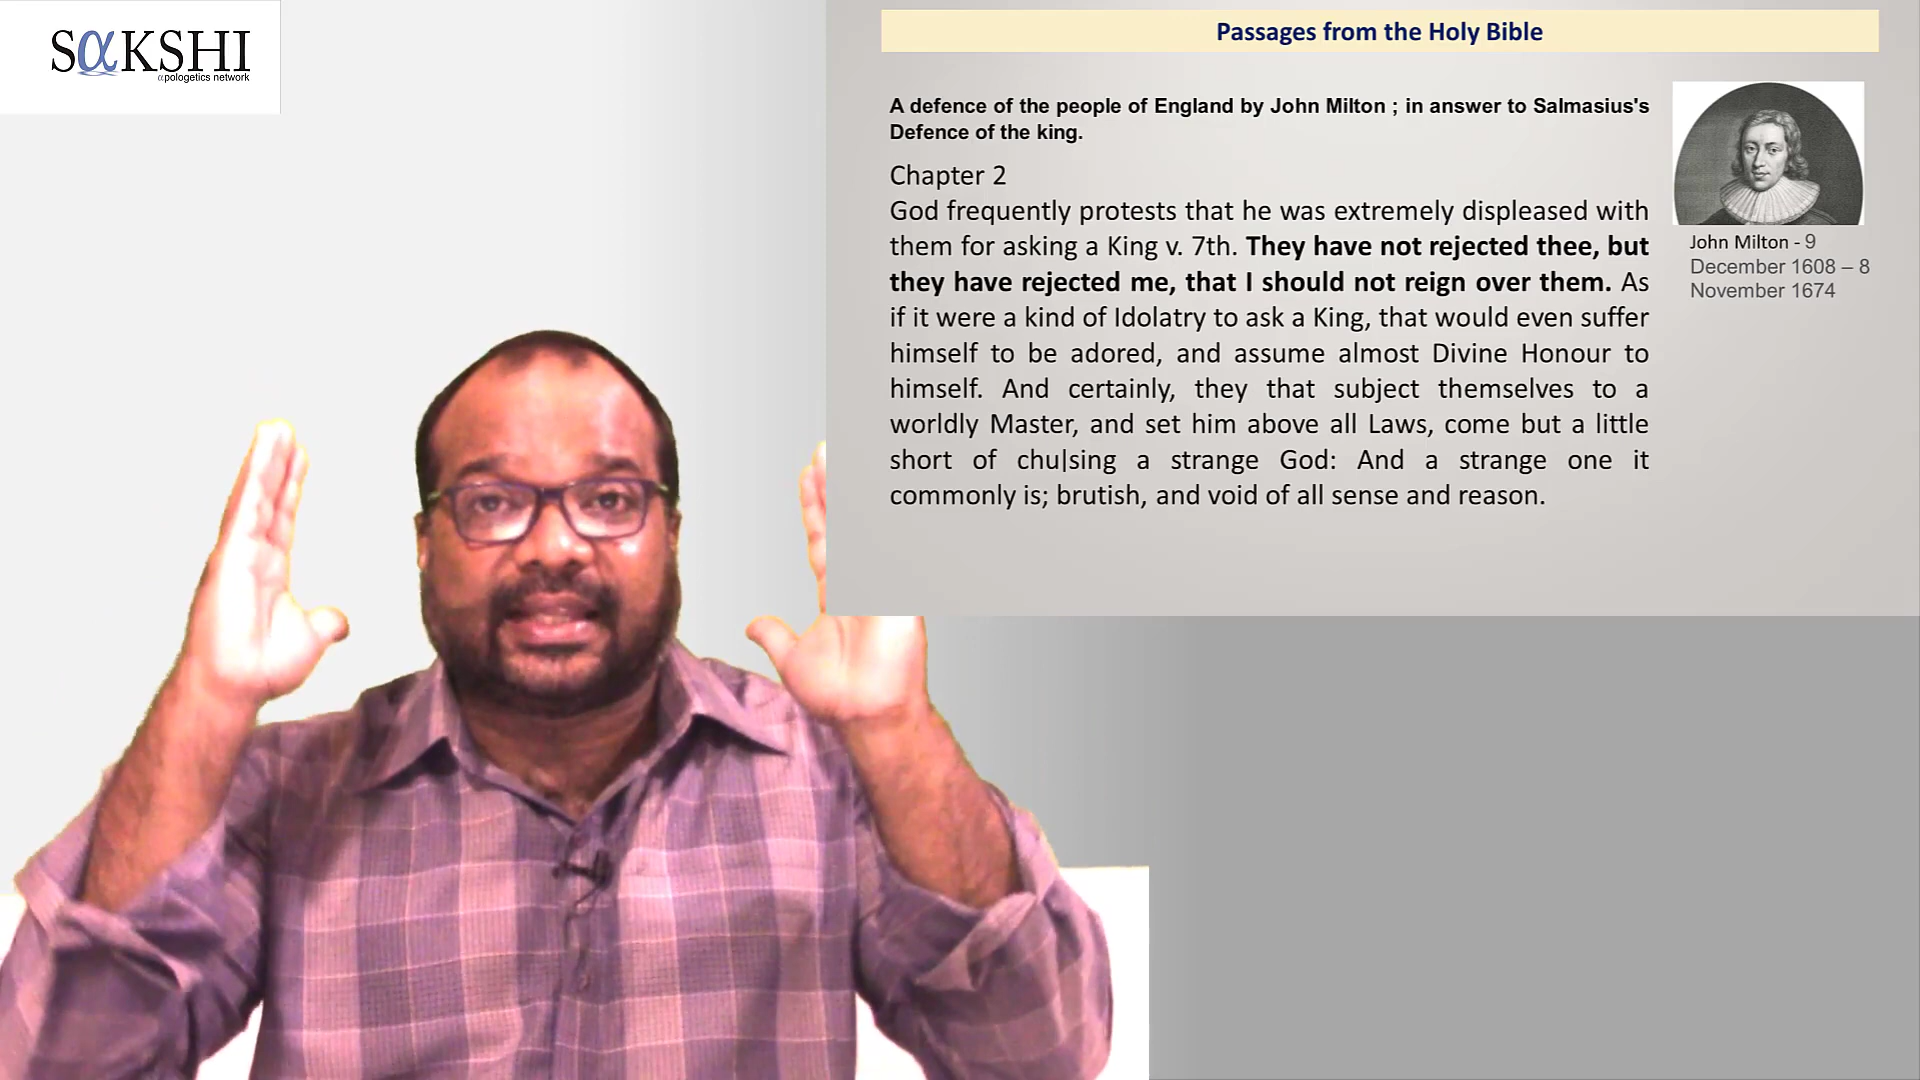 SαKSHI
αpologetics network
Passages from the Holy Bible
A defence of the people of England by John Milton ; in answer to Salmasius's
Defence of the king.
Chapter 2
God frequently protests that he was extremely displeased with
them for asking a King v. 7th. They have not rejected thee, but
they have rejected me, that I should not reign over them. As
if it were a kind of Idolatry to ask a King, that would even suffer
himself to be adored, and assume almost Divine Honour to
himself. And certainly, they that subject themselves to a
worldly Master, and set him above all Laws, come but a little
short of chu|sing a strange God: And a strange one it
commonly is; brutish, and void of all sense and reason.
John Milton - 9
December 1608 – 8
November 1674